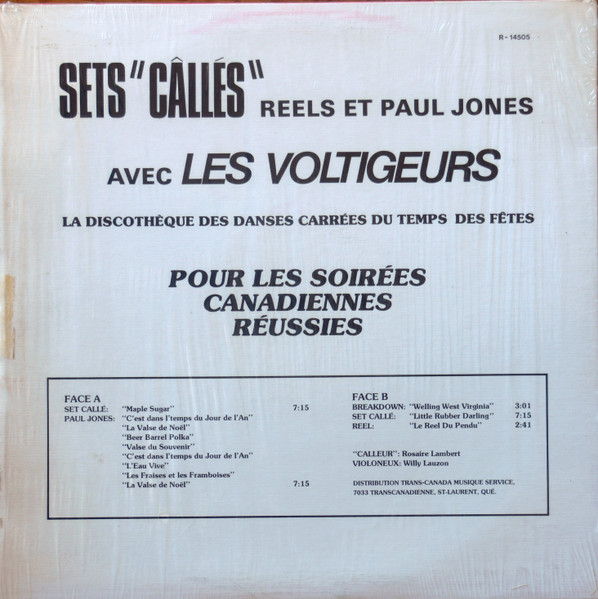 R-14505
SETS "CÂLLÉS" REELS ET PAUL JONES
AVEC LES VOLTIGEURS
LA DISCOTHÈQUE DES DANSES CARRÉES DU TEMPS DES FÊTES
POUR LES SOIRÉES
CANADIENNES
RÉUSSIES
FACE A
SET CALLÉ: "Maple Sugar" 7:15
PAUL JONES: "C'est dans l'temps du Jour de l'An"
"La Valse de Noël"
"Beer Barrel Polka"
"Valse du Souvenir"
"C'est dans l'temps du Jour de l'An"
"L'Eau Vive"
"Les Fraises et les Framboises"
"La Valse de Noël" 7:15
FACE B
BREAKDOWN: "Welling West Virginia" 3:01
SET CALLÉ: "Little Rubber Darling" 7:15
REEL: "Le Reel Du Pendu" 2:41
"CALLEUR": Rosaire Lambert
VIOLONEUX: Willy Lauzon
DISTRIBUTION TRANS-CANADA MUSIQUE SERVICE,
7033 TRANSCANADIENNE, ST-LAURENT, QUÉ.